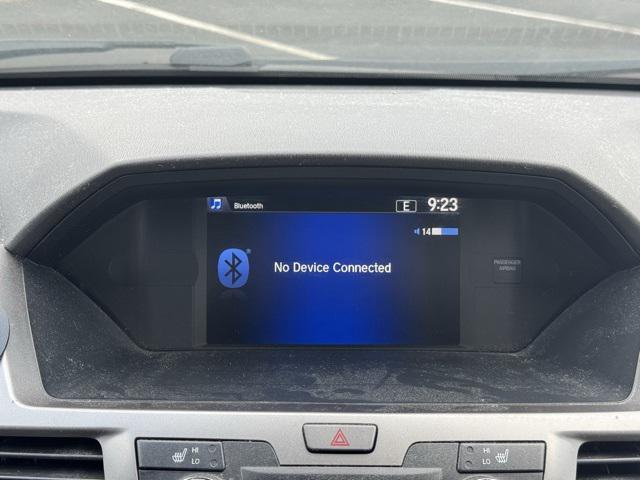 Bluetooth E 9:23
14
No Device Connected
PASSENGER
AIRBAG
HI
LO
HI
LO